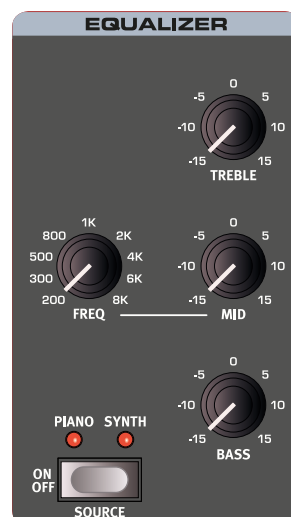 EQUALIZER
0
-5 5
-10 10
-15 15
TREBLE
1K
800 2K
500 4K
300 6K
200 8K
FREQ
0
-5 5
-10 10
-15 15
MID
0
-5 5
-10 10
-15 15
BASS
PIANO SYNTH
ON
OFF
SOURCE